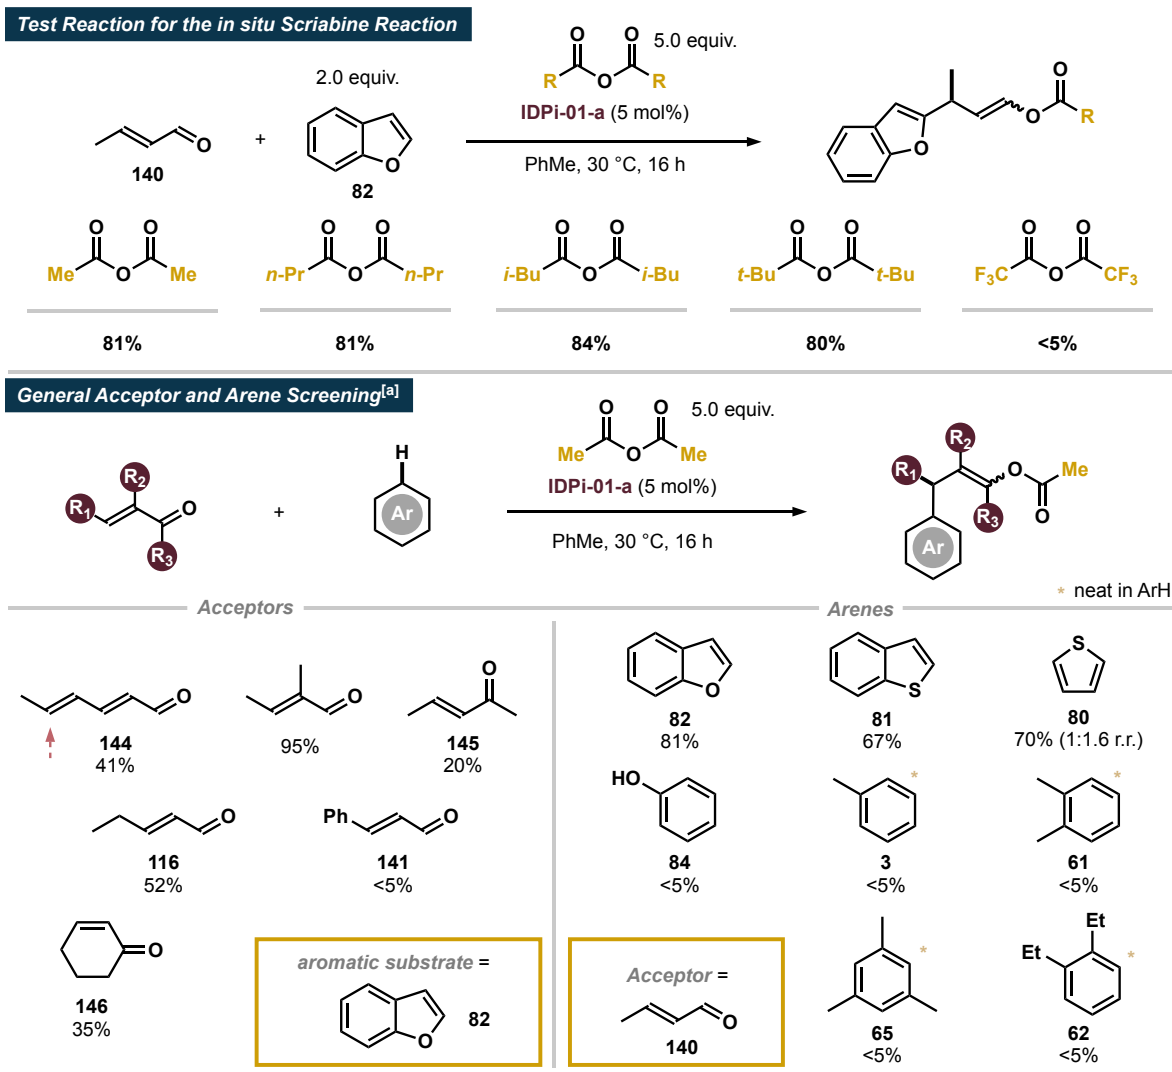 Test Reaction for the in situ Scriabine Reaction
140
+
2.0 equiv.
O
82
O O
R O R
5.0 equiv.
IDPi-01-a (5 mol%)
PhMe, 30 °C, 16 h
O
O
O
R
O O
Me O Me
81%
O O
n-Pr O n-Pr
81%
O O
i-Bu O i-Bu
84%
O O
t-Bu O t-Bu
80%
O O
F3C O CF3
<5%
General Acceptor and Arene Screening[a]
R1
R2
O
R3
+
H
Ar
O O
Me O Me
5.0 equiv.
IDPi-01-a (5 mol%)
PhMe, 30 °C, 16 h
R1
R2
R3
O
Me
O
Ar
* neat in ArH
Acceptors
O
144
41%
O
95%
O
145
20%
O
116
52%
Ph
O
141
<5%
O
146
35%
aromatic substrate =
O
82
Arenes
O
82
81%
S
81
67%
S
80
70% (1:1.6 r.r.)
HO
84
<5%
*
3
<5%
*
61
<5%
Acceptor =
O
140
*
65
<5%
Et
Et
*
62
<5%